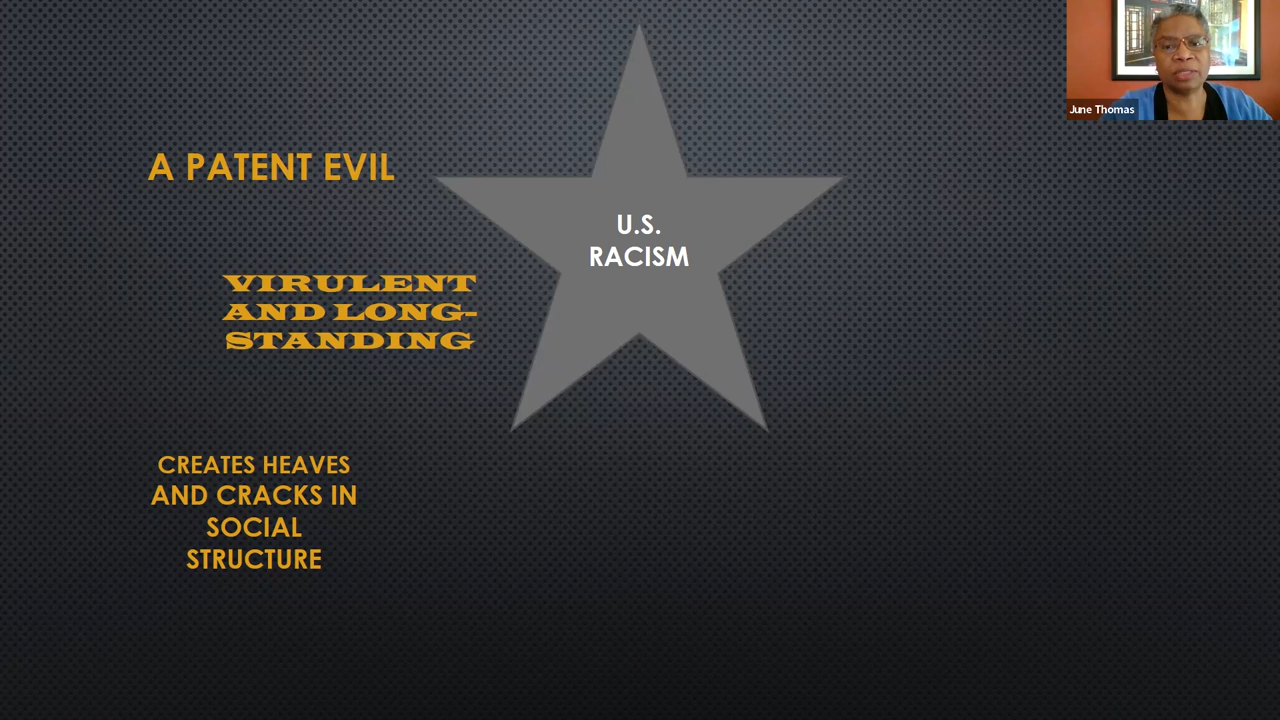 June Thomas
A PATENT EVIL
U.S.
RACISM
VIRULENT
AND LONG-
STANDING
CREATES HEAVES
AND CRACKS IN
SOCIAL
STRUCTURE